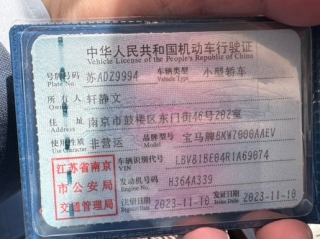 中华人民共和国机动车行驶证
Vehicle License of the People's Republic of China
号牌号码 苏ADZ9994 车辆类型 小型轿车
Plate No. Vehicle Type
所有人 轩静文
Owner
住址 南京市鼓楼区东门街46号202室
Address
使用性质 非营运 品牌型号 宝马牌BMW7000AAEV
Use Character Model
江苏省南京
市公安局
交通管理局
车辆识别代号
VIN
发动机号码 H364A339
Engine No.
注册日期 2023-11-10 发证日期 2023-11-10
Register Date Issue Date